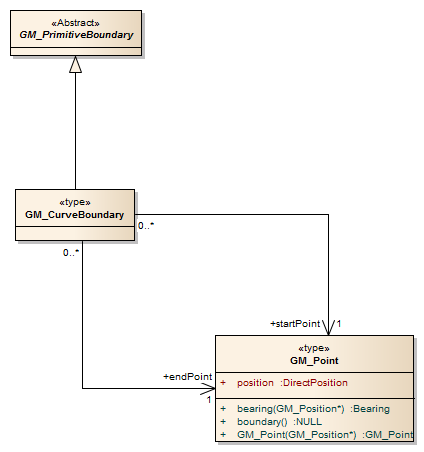 «Abstract»
GM_PrimitiveBoundary
«type»
GM_CurveBoundary
0..*
0..*
+startPoint
1
+endPoint
1
«type»
GM_Point
+ position :DirectPosition
+ bearing(GM_Position*) :Bearing
+ boundary() :NULL
+ GM_Point(GM_Position*) :GM_Point